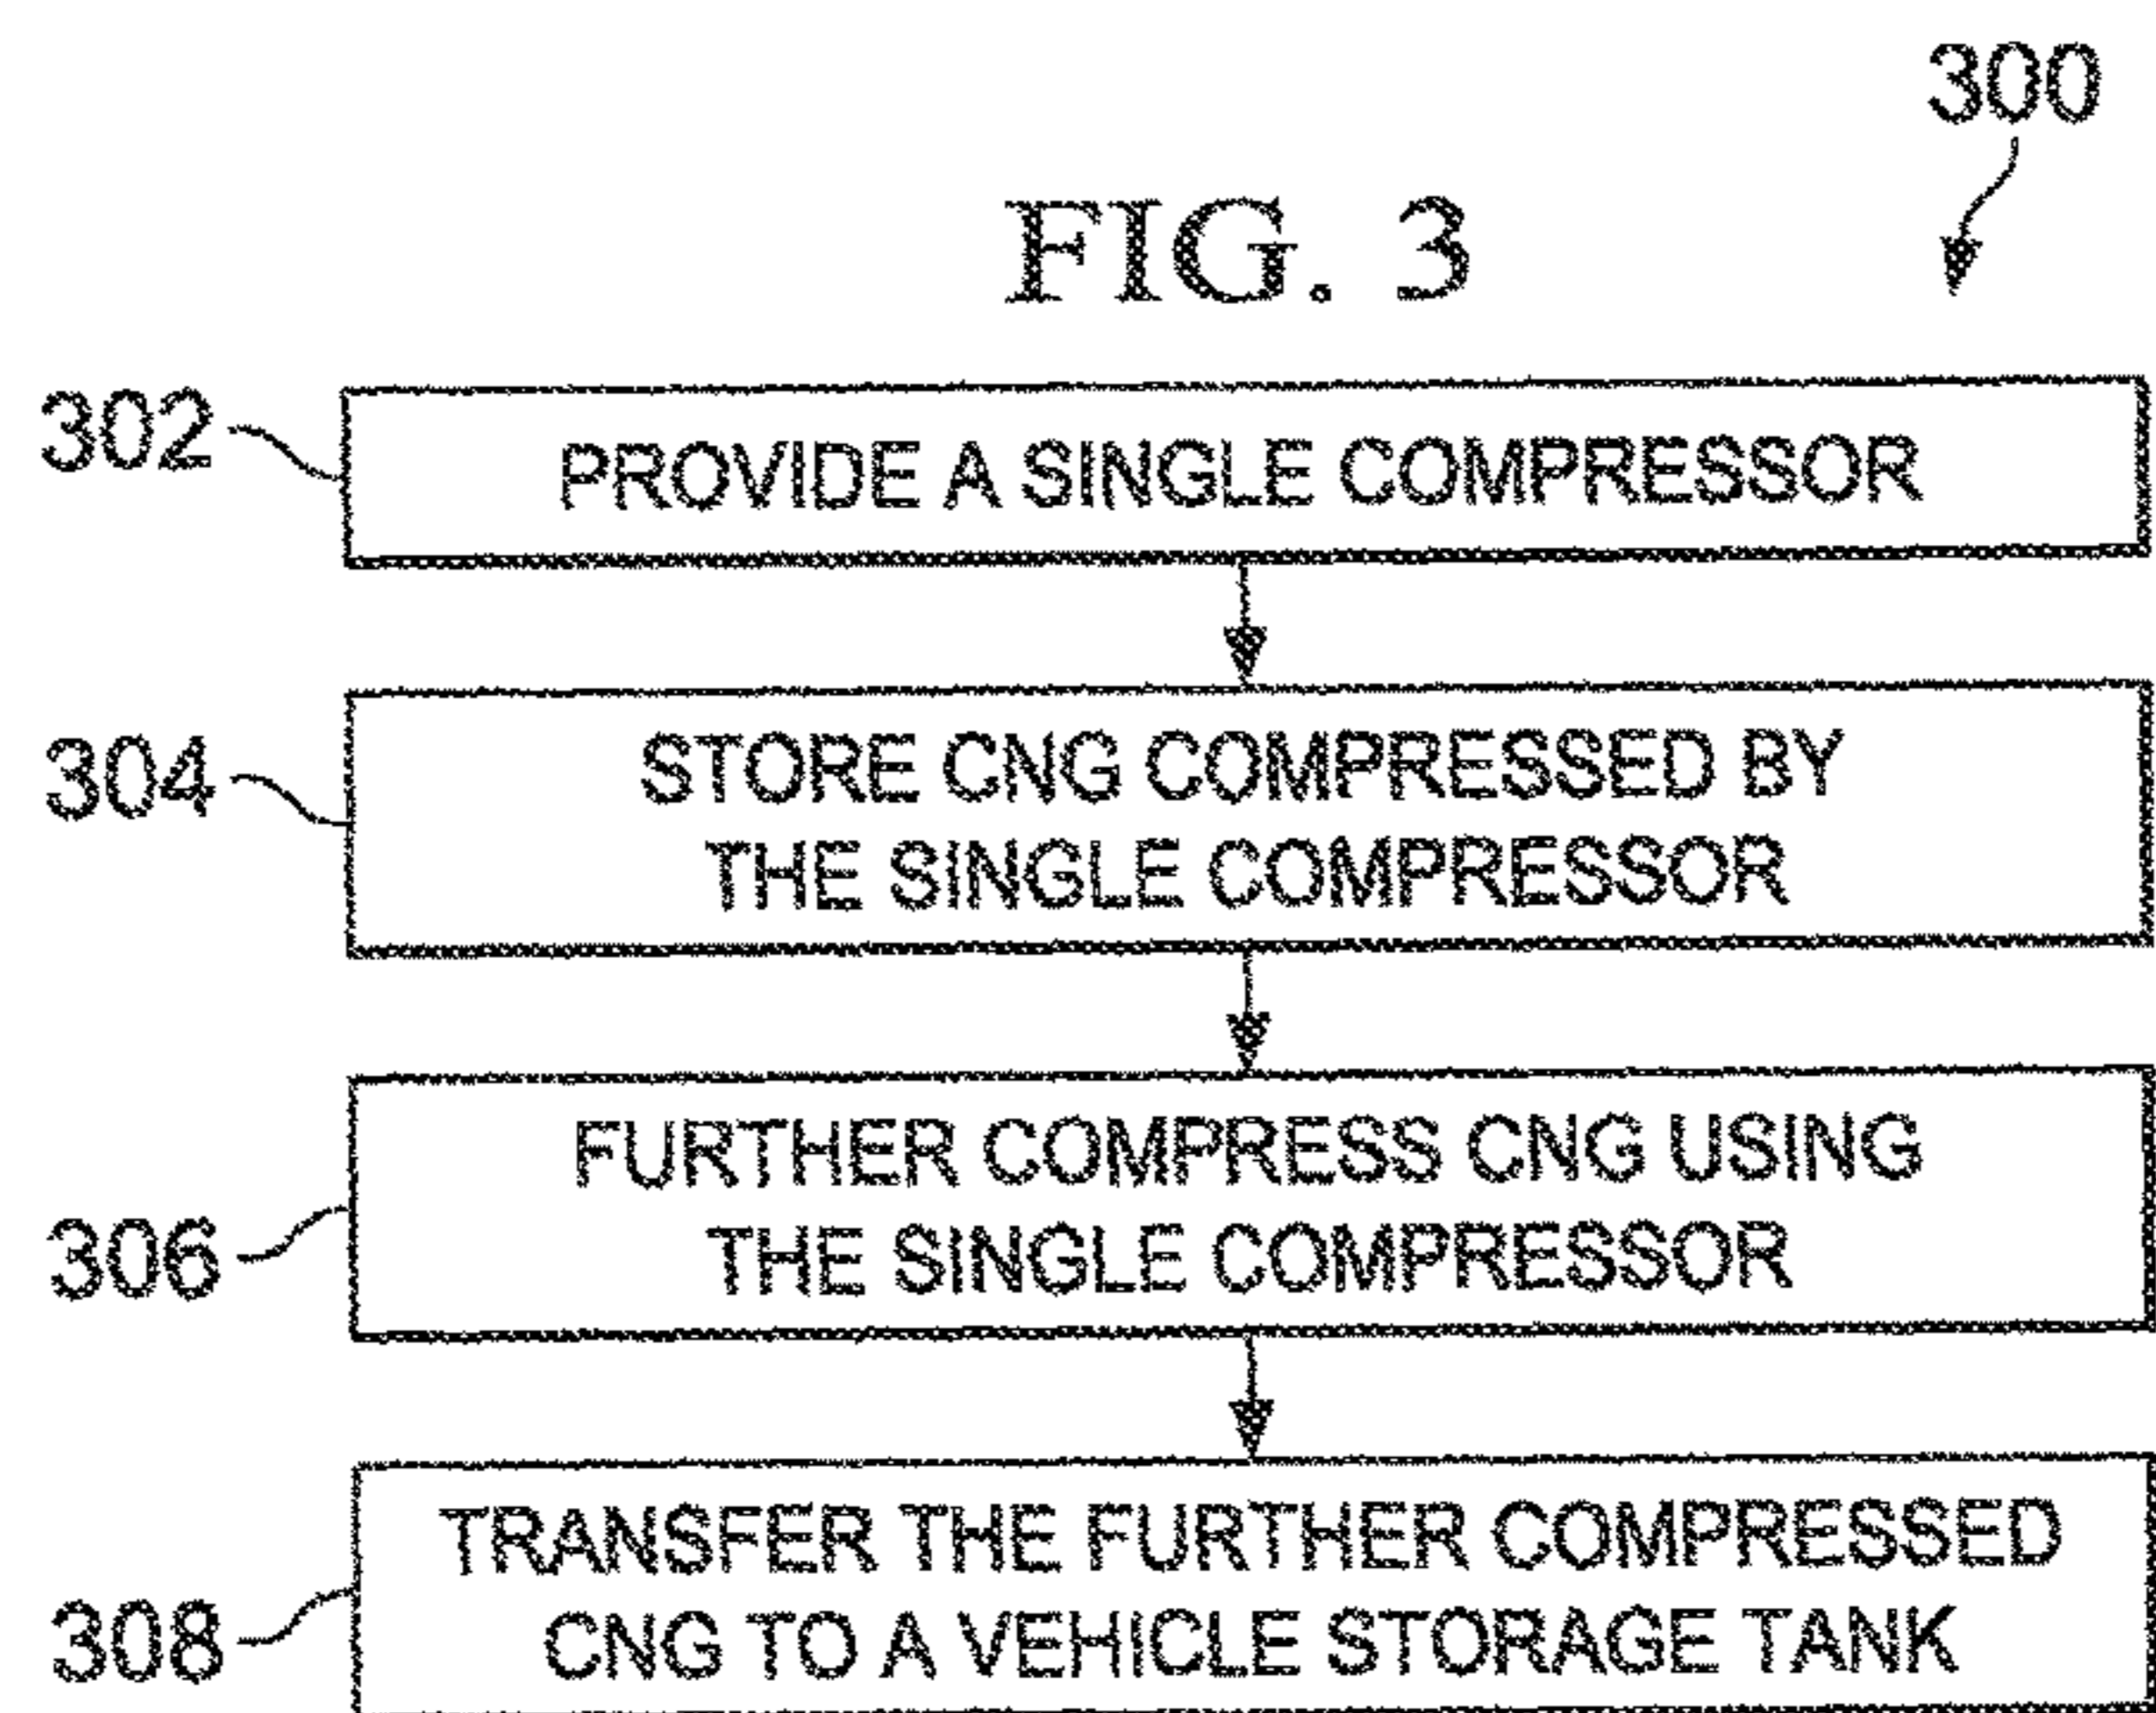 300
FIG. 3
302
PROVIDE A SINGLE COMPRESSOR
304
STORE CNG COMPRESSED BY
THE SINGLE COMPRESSOR
306
FURTHER COMPRESS CNG USING
THE SINGLE COMPRESSOR
308
TRANSFER THE FURTHER COMPRESSED
CNG TO A VEHICLE STORAGE TANK